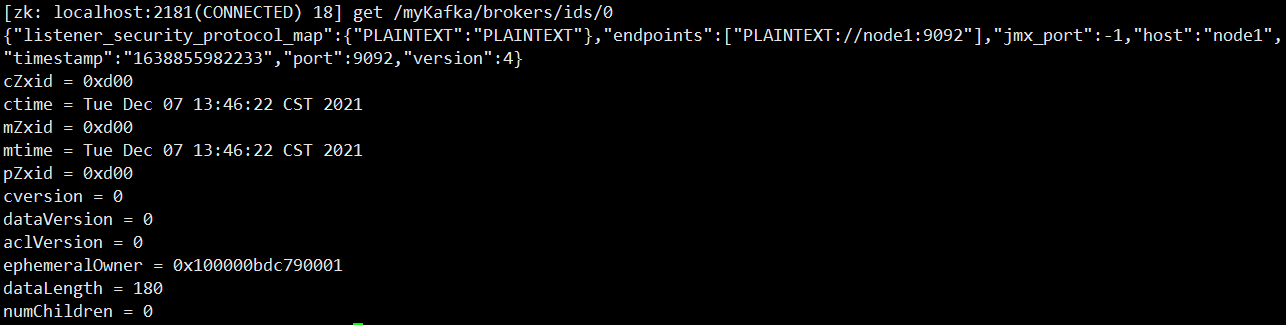 [zk: localhost:2181(CONNECTED) 18] get /myKafka/brokers/ids/0
{"listener_security_protocol_map":{"PLAINTEXT":"PLAINTEXT"},"endpoints":["PLAINTEXT://node1:9092"],"jmx_port":-1,"host":"node1",
"timestamp":"1638855982233","port":9092,"version":4}
cZxid = 0xd00
ctime = Tue Dec 07 13:46:22 CST 2021
mZxid = 0xd00
mtime = Tue Dec 07 13:46:22 CST 2021
pZxid = 0xd00
cversion = 0
dataVersion = 0
aclVersion = 0
ephemeralOwner = 0x100000bdc790001
dataLength = 180
numChildren = 0